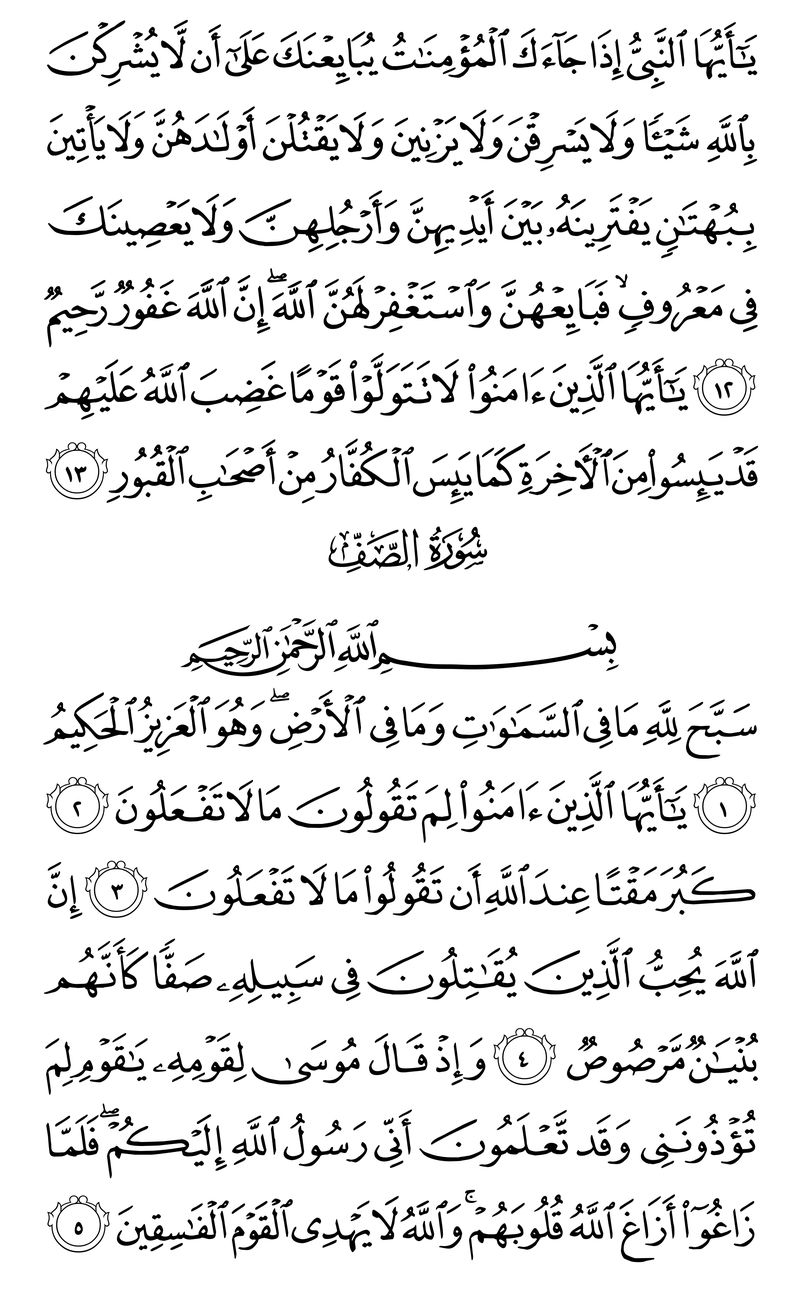 يَـٰٓأَيُّهَا ٱلنَّبِىُّ إِذَا جَآءَكَ ٱلْمُؤْمِنَـٰتُ يُبَايِعْنَكَ عَلَىٰٓ أَن لَّا يُشْرِكْنَ
بِٱللَّهِ شَيْـًٔا وَلَا يَسْرِقْنَ وَلَا يَزْنِينَ وَلَا يَقْتُلْنَ أَوْلَـٰدَهُنَّ وَلَا يَأْتِينَ
بِبُهْتَـٰنٍ يَفْتَرِينَهُۥ بَيْنَ أَيْدِيهِنَّ وَأَرْجُلِهِنَّ وَلَا يَعْصِينَكَ
فِى مَعْرُوفٍ ۙ فَبَايِعْهُنَّ وَٱسْتَغْفِرْ لَهُنَّ ٱللَّهَ ۖ إِنَّ ٱللَّهَ غَفُورٌ رَّحِيمٌ
١٢ يَـٰٓأَيُّهَا ٱلَّذِينَ ءَامَنُوا۟ لَا تَتَوَلَّوْا۟ قَوْمًا غَضِبَ ٱللَّهُ عَلَيْهِمْ
قَدْ يَئِسُوا۟ مِنَ ٱلْـَٔاخِرَةِ كَمَا يَئِسَ ٱلْكُفَّارُ مِنْ أَصْحَـٰبِ ٱلْقُبُورِ ١٣
سُورَةُ الصَّفِّ
بِسْمِ ٱللَّهِ ٱلرَّحْمَـٰنِ ٱلرَّحِيمِ
سَبَّحَ لِلَّهِ مَا فِى ٱلسَّمَـٰوَٰتِ وَمَا فِى ٱلْأَرْضِ ۖ وَهُوَ ٱلْعَزِيزُ ٱلْحَكِيمُ
١ يَـٰٓأَيُّهَا ٱلَّذِينَ ءَامَنُوا۟ لِمَ تَقُولُونَ مَا لَا تَفْعَلُونَ ٢
كَبُرَ مَقْتًا عِندَ ٱللَّهِ أَن تَقُولُوا۟ مَا لَا تَفْعَلُونَ ٣ إِنَّ
ٱللَّهَ يُحِبُّ ٱلَّذِينَ يُقَـٰتِلُونَ فِى سَبِيلِهِۦ صَفًّا كَأَنَّهُم
بُنْيَـٰنٌ مَّرْصُوصٌ ٤ وَإِذْ قَالَ مُوسَىٰ لِقَوْمِهِۦ يَـٰقَوْمِ لِمَ
تُؤْذُونَنِى وَقَد تَّعْلَمُونَ أَنِّى رَسُولُ ٱللَّهِ إِلَيْكُمْ ۖ فَلَمَّا
زَاغُوٓا۟ أَزَاغَ ٱللَّهُ قُلُوبَهُمْ ۚ وَٱللَّهُ لَا يَهْدِى ٱلْقَوْمَ ٱلْفَـٰسِقِينَ ٥